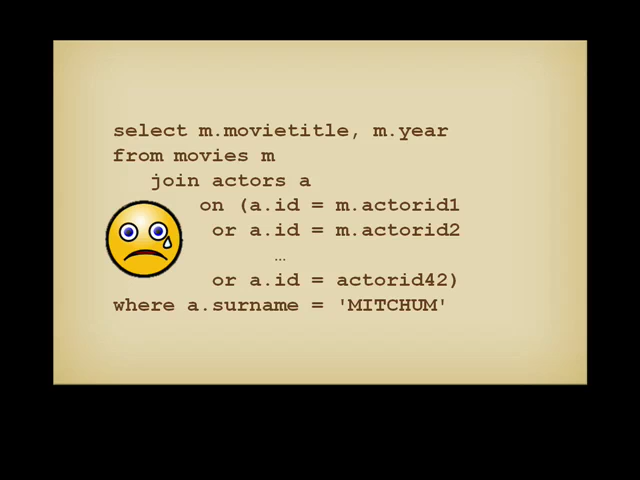 select m.movietitle, m.year
from movies m
join actors a
on (a.id = m.actorid1
or a.id = m.actorid2
…
or a.id = actorid42)
where a.surname = 'MITCHUM'